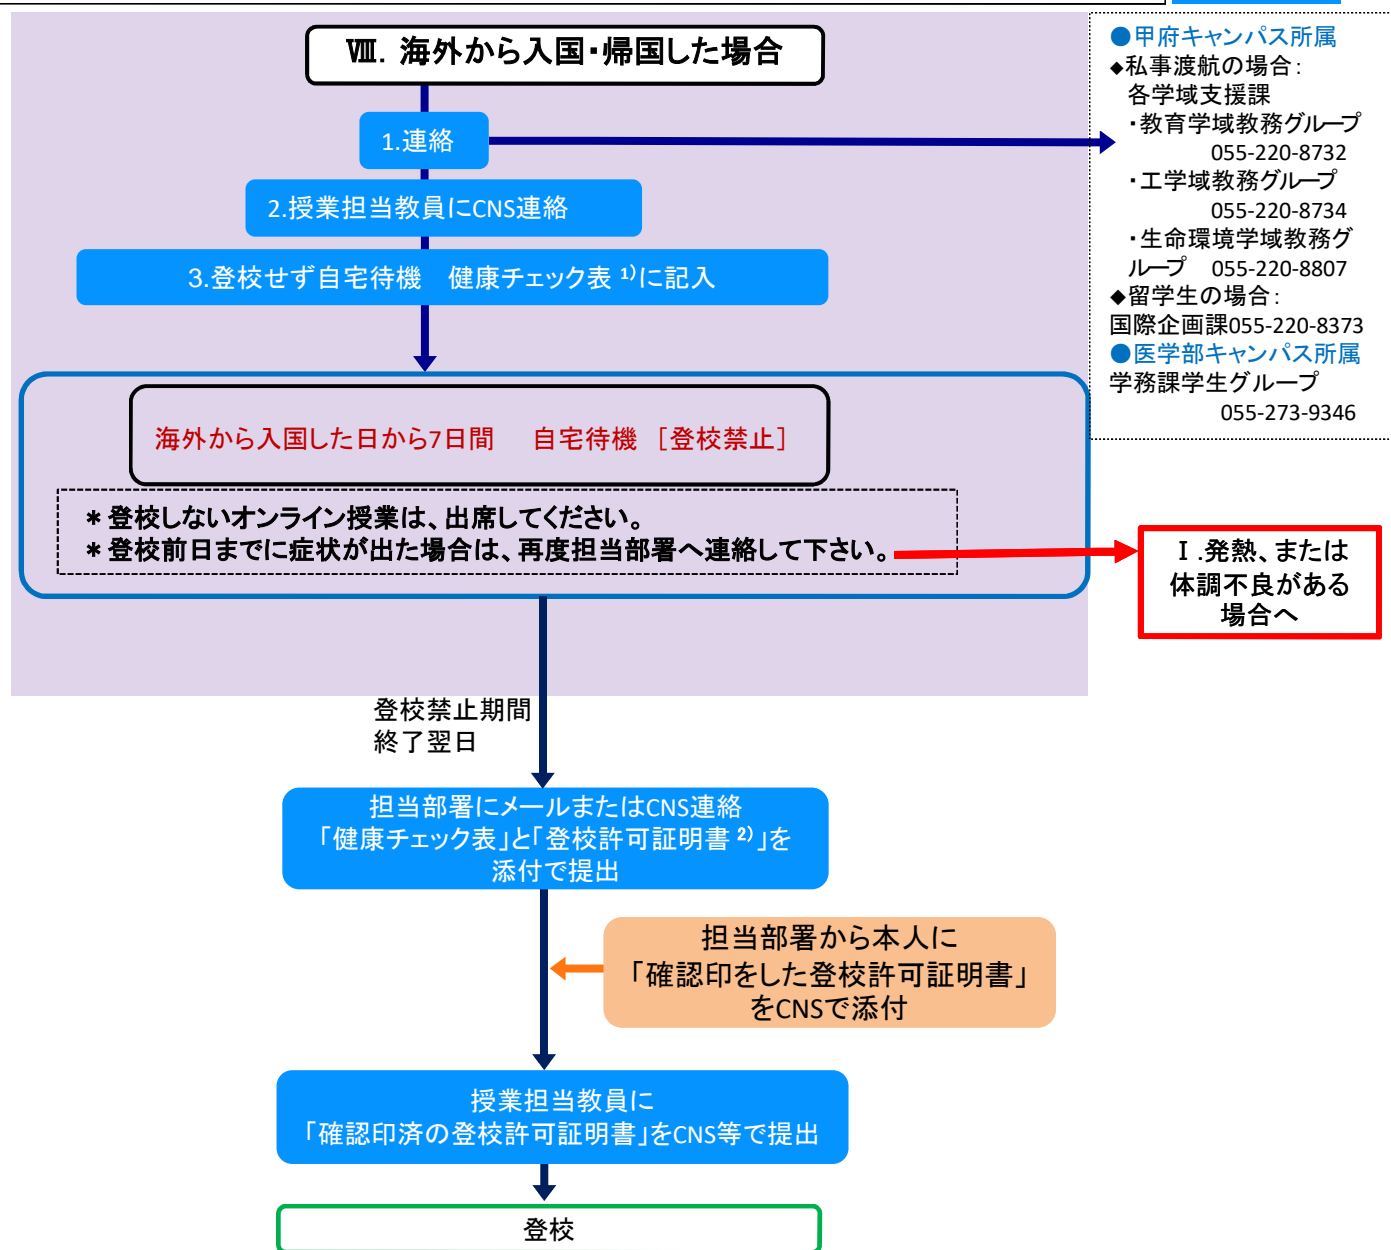 Ⅷ. 海外から入国・帰国した場合
1.連絡
2.授業担当教員にCNS連絡
3.登校せず自宅待機　健康チェック表 1)に記入
海外から入国した日から7日間　自宅待機 [登校禁止]
＊登校しないオンライン授業は、出席してください。
＊登校前日までに症状が出た場合は、再度担当部署へ連絡して下さい。
●甲府キャンパス所属
◆私事渡航の場合:
各学域支援課
・教育学域教務グループ
055-220-8732
・工学域教務グループ
055-220-8734
・生命環境学域教務グ
ループ　055-220-8807
◆留学生の場合:
国際企画課055-220-8373
●医学部キャンパス所属
学務課学生グループ
055-273-9346
Ⅰ.発熱、または
体調不良がある
場合へ
登校禁止期間
終了翌日
担当部署にメールまたはCNS連絡
「健康チェック表」と「登校許可証明書 2)」を
添付で提出
担当部署から本人に
「確認印をした登校許可証明書」
をCNSで添付
授業担当教員に
「確認印済の登校許可証明書」をCNS等で提出
登校